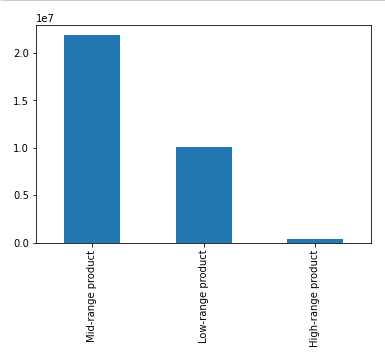 1e7
2.0
1.5
1.0
0.5
0.0
Mid-range product
Low-range product
High-range product